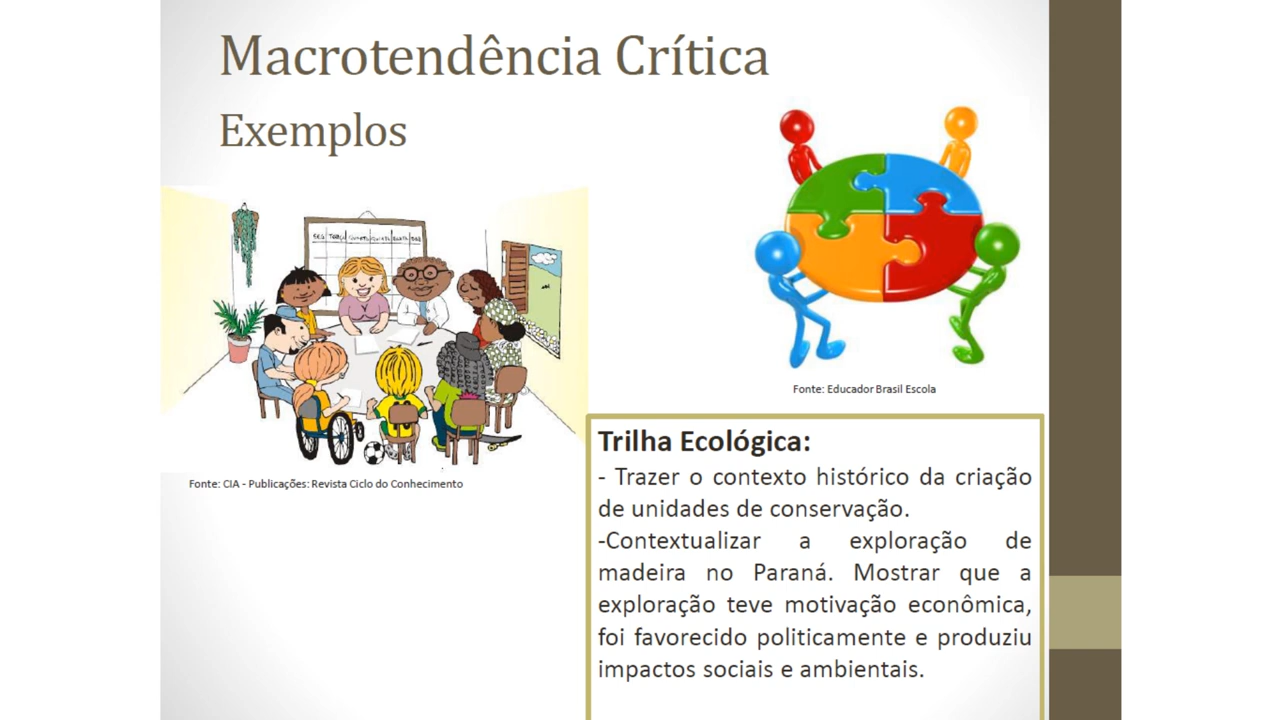 Macrotendência Crítica
Exemplos
SEG TERÇA
Fonte: Educador Brasil Escola
Fonte: CIA - Publicações: Revista Ciclo do Conhecimento
Trilha Ecológica:
- Trazer o contexto histórico da criação
de unidades de conservação.
-Contextualizar a exploração de
madeira no Paraná. Mostrar que a
exploração teve motivação econômica,
foi favorecido politicamente e produziu
impactos sociais e ambientais.